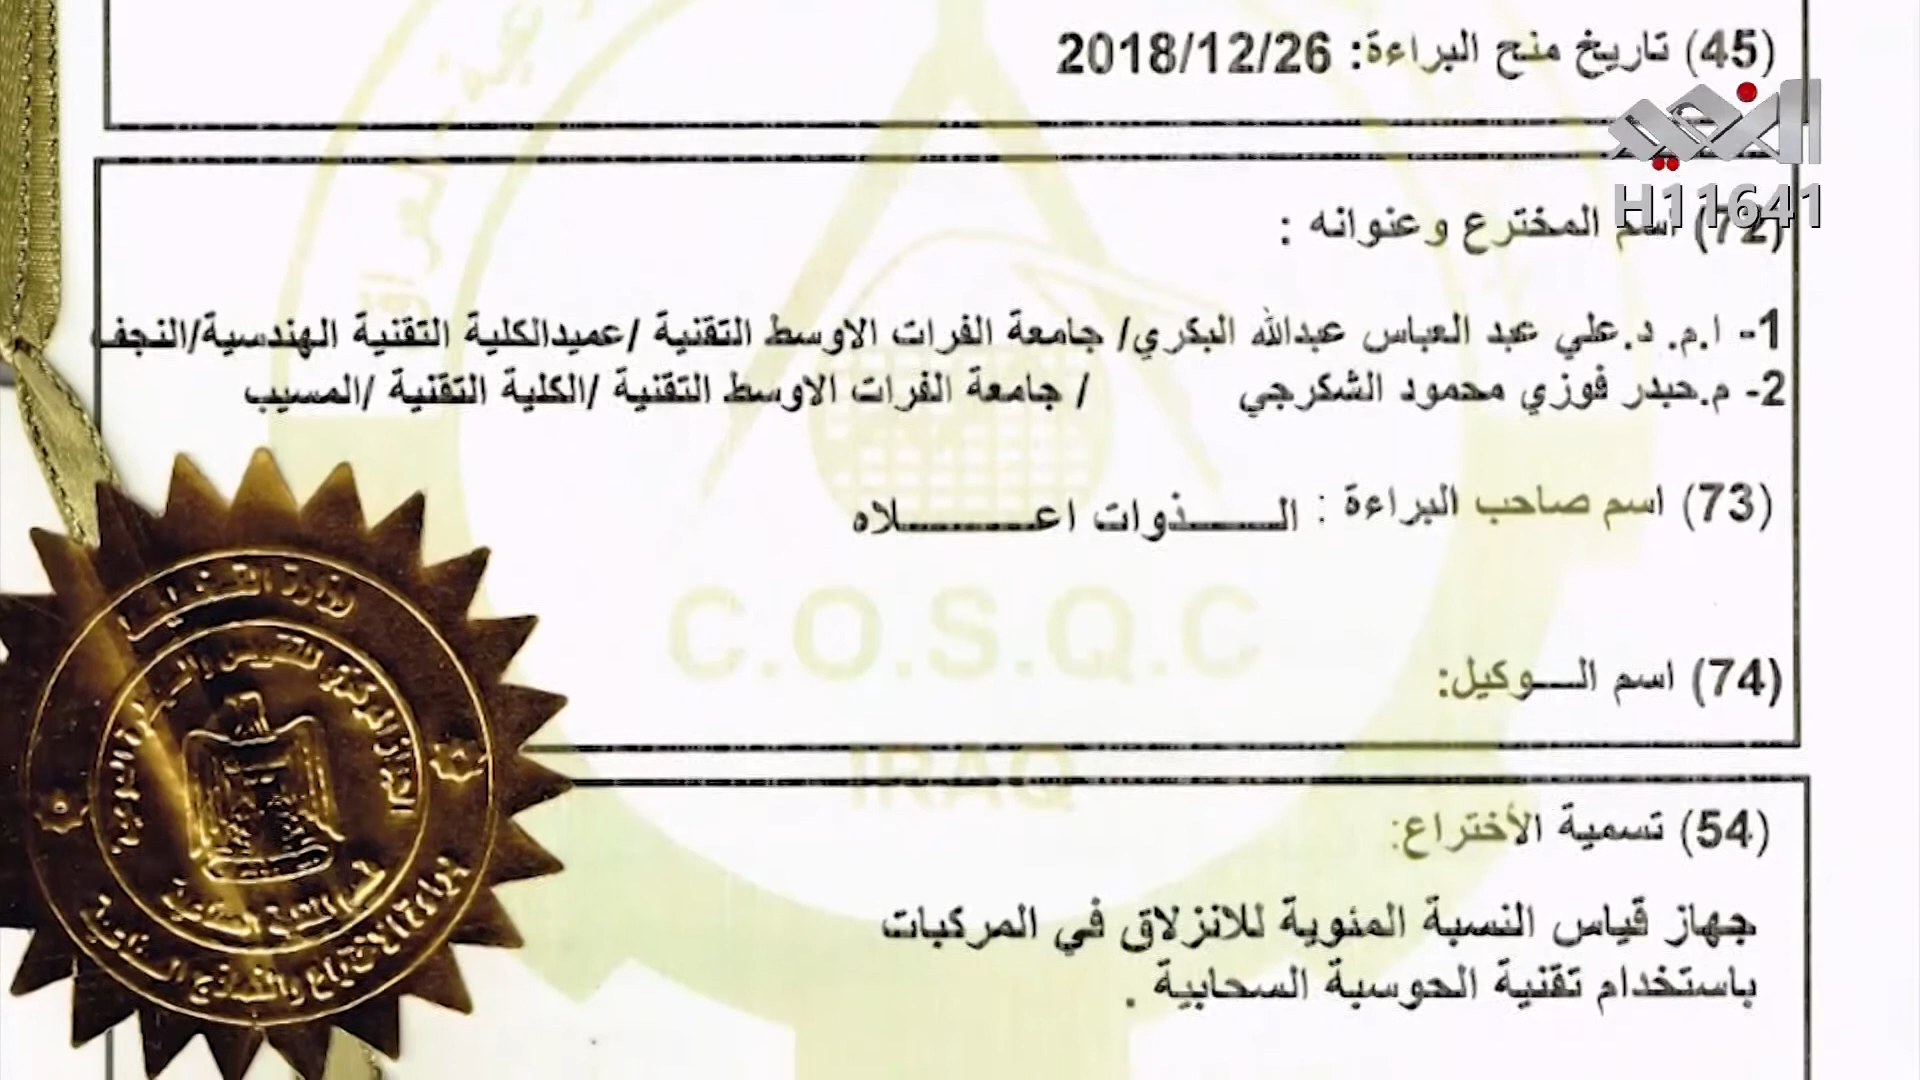 (45) تاريخ منح البراءة: 2018/12/26
الغدير
H11641
(72) اسم المخترع وعنوانه :
1- ا.م. د.علي عبد العباس عبدالله البكري/ جامعة الفرات الاوسط التقنية /عميدالكلية التقنية الهندسية/النجف
2- م.حيدر فوزي محمود الشكرجي / جامعة الفرات الاوسط التقنية /الكلية التقنية /المسيب
(73) اسم صاحب البراءة : الـــــذوات اعـــــــلاه
C.O.S.Q.C
(74) اسم الـــوكيل:
IRAQ
(54) تسمية الأختراع:
جهاز قياس النسبة المئوية للانزلاق في المركبات
باستخدام تقنية الحوسبة السحابية .